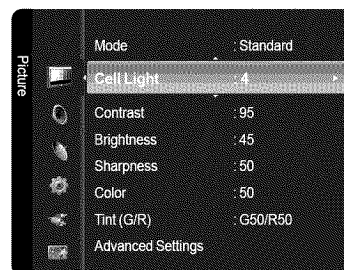 Picture
Mode : Standard
Cell Light : 4
Contrast : 95
Brightness : 45
Sharpness : 50
Color : 50
Tint (G/R) : G50/R50
Advanced Settings